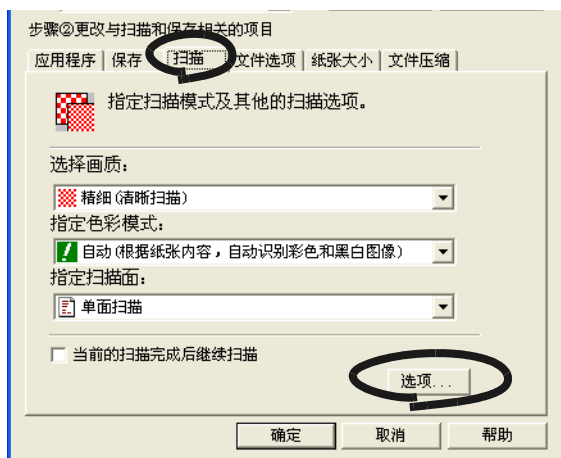 步骤②更改与扫描和保存相关的项目
应用程序 保存 扫描 文件选项 纸张大小 文件压缩
指定扫描模式及其他的扫描选项。
选择画质：
精细(清晰扫描)
指定色彩模式：
自动(根据纸张内容，自动识别彩色和黑白图像)
指定扫描面：
单面扫描
当前的扫描完成后继续扫描
选项...
确定 取消 帮助